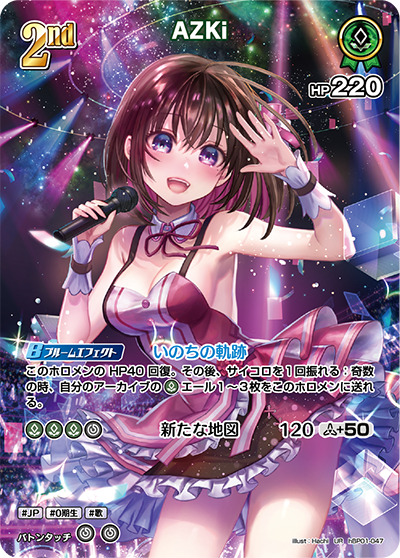 2nd
AZKi
HP220
Bブルームエフェクト いのちの軌跡
このホロメンのHP40回復。その後、サイコロを1回振れる：奇数
の時、自分のアーカイブの エール1～3枚をこのホロメンに送れ
る。
新たな地図 120 +50
#JP #0期生 #歌
バトンタッチ
illust: Hachi UR hBP01-047